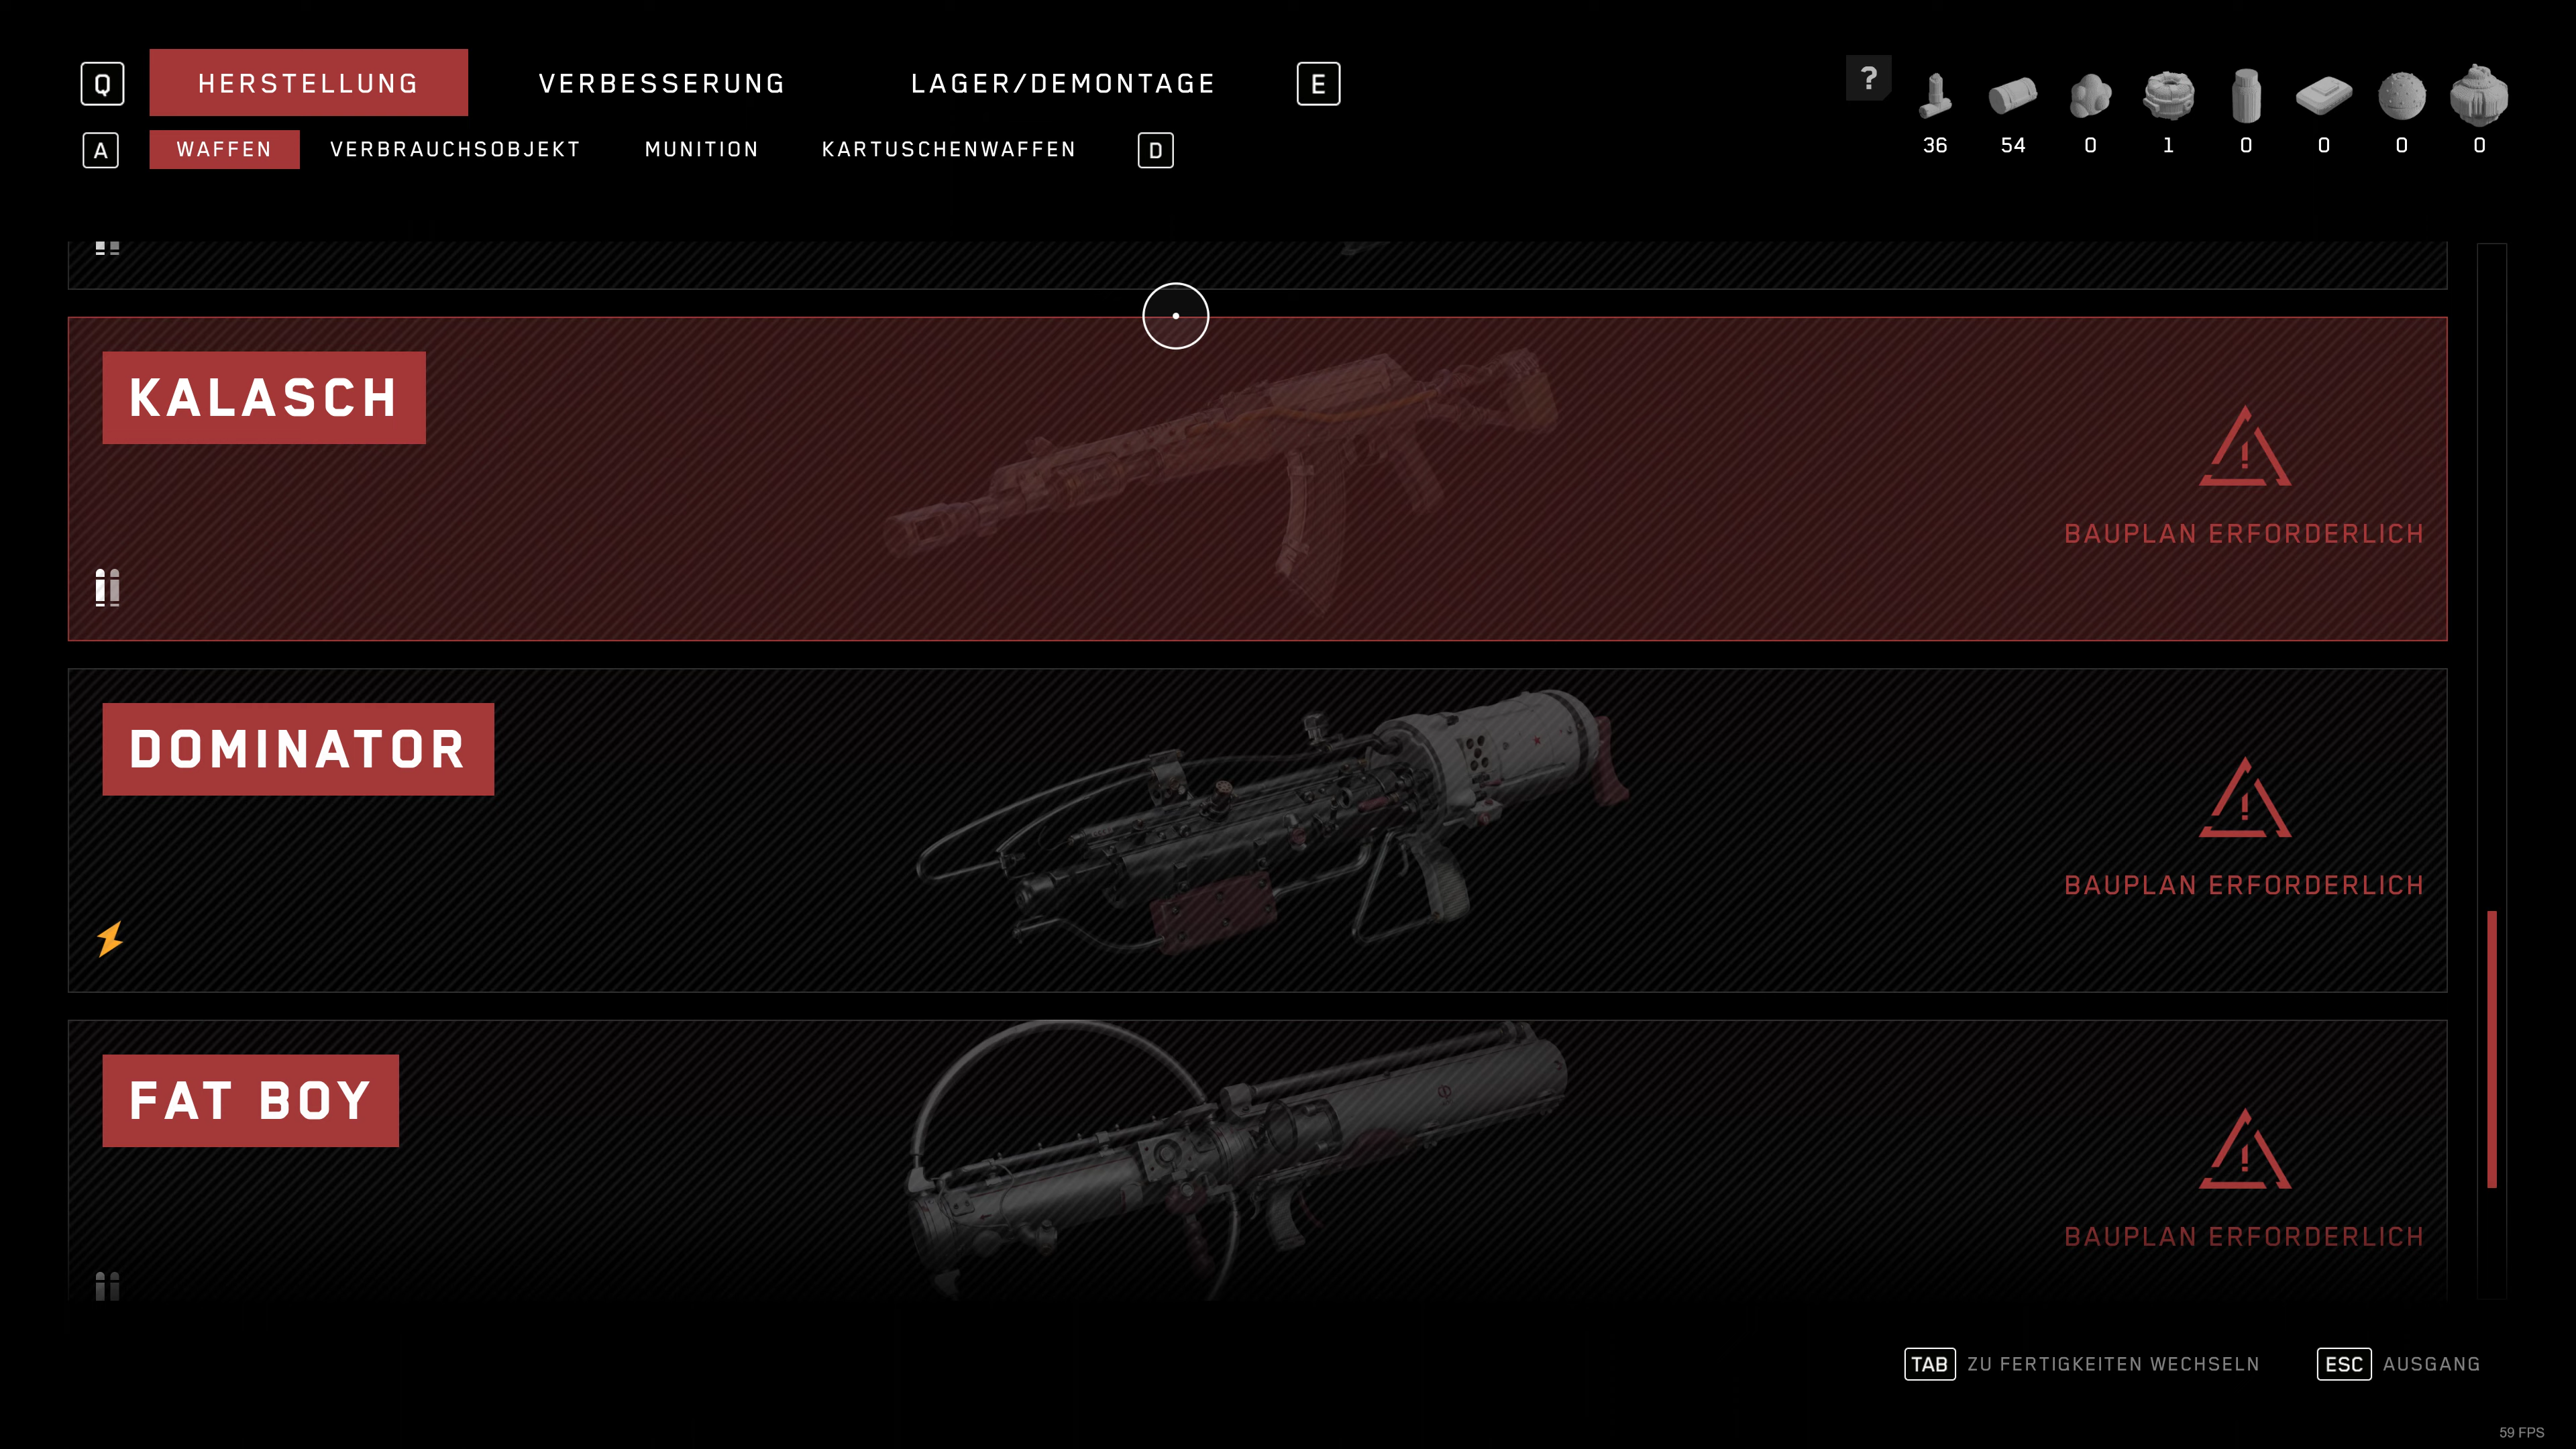 Q HERSTELLUNG VERBESSERUNG LAGER/DEMONTAGE E ?
A WAFFEN VERBRAUCHSOBJEKT MUNITION KARTUSCHENWAFFEN D 36 54 0 1 0 0 0 0
KALASCH
BAUPLAN ERFORDERLICH
DOMINATOR
BAUPLAN ERFORDERLICH
FAT BOY
BAUPLAN ERFORDERLICH
TAB ZU FERTIGKEITEN WECHSELN ESC AUSGANG
59 FPS